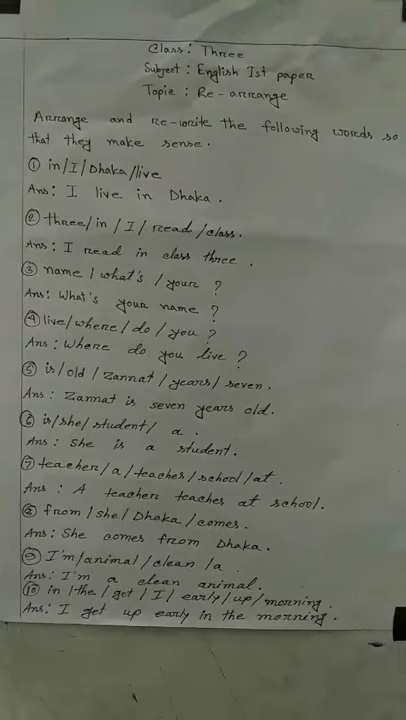 Class: Three
Subject: English Ist paper
Topie: Re-arrange
Arrange and re-write the following words so
that they make sense.
① in/I/Dhaka/live
Ans: I live in Dhaka.
② three/in/I/read/class.
Ans: I read in class three.
③ name/what's/your?
Ans: What's your name?
④ live/where/do/you?
Ans: Where do you live?
⑤ is/old/Zannat/years/seven.
Ans: Zannat is seven years old.
⑥ is/she/student/a.
Ans: She is a student.
⑦ teacher/a/teaches/school/at.
Ans: A teacher teaches at school.
⑧ from/She/Dhaka/comes.
Ans: She comes from Dhaka.
⑨ I'm/animal/clean/a.
Ans: I'm a clean animal.
⑩ in/the/get/I/early/up/morning.
Ans: I get up early in the morning.